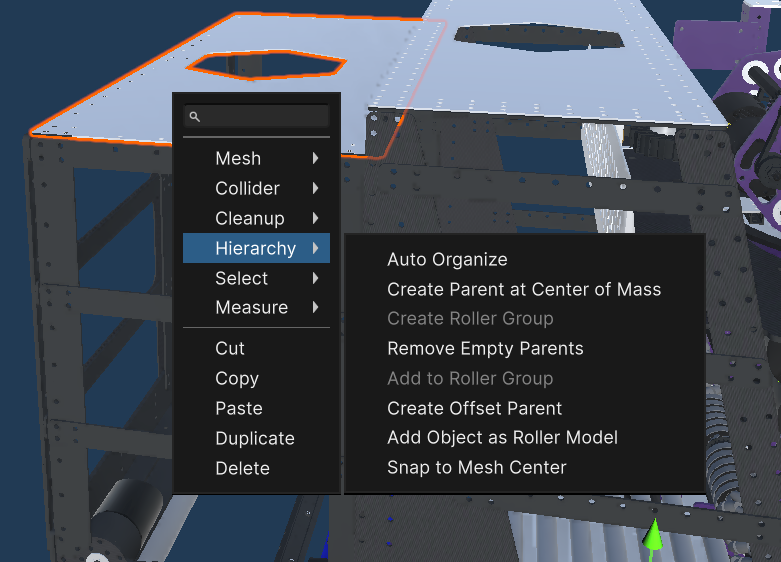 Mesh
Collider
Cleanup
Hierarchy
Select
Measure
Cut
Copy
Paste
Duplicate
Delete
Auto Organize
Create Parent at Center of Mass
Create Roller Group
Remove Empty Parents
Add to Roller Group
Create Offset Parent
Add Object as Roller Model
Snap to Mesh Center